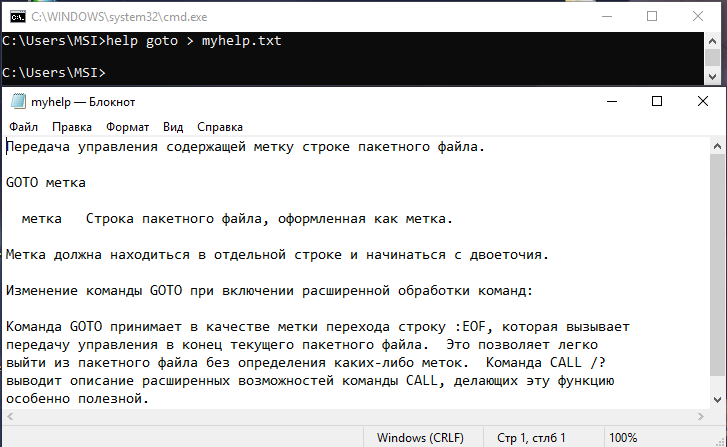 C:\WINDOWS\system32\cmd.exe
C:\Users\MSI>help goto > myhelp.txt
C:\Users\MSI>
myhelp — Блокнот
Файл Правка Формат Вид Справка
Передача управления содержащей метку строке пакетного файла.
GOTO метка
метка Строка пакетного файла, оформленная как метка.
Метка должна находиться в отдельной строке и начинаться с двоеточия.
Изменение команды GOTO при включении расширенной обработки команд:
Команда GOTO принимает в качестве метки перехода строку :EOF, которая вызывает
передачу управления в конец текущего пакетного файла. Это позволяет легко
выйти из пакетного файла без определения каких-либо меток. Команда CALL /?
выводит описание расширенных возможностей команды CALL, делающих эту функцию
особенно полезной.
Windows (CRLF) Стр 1, стлб 1 100%